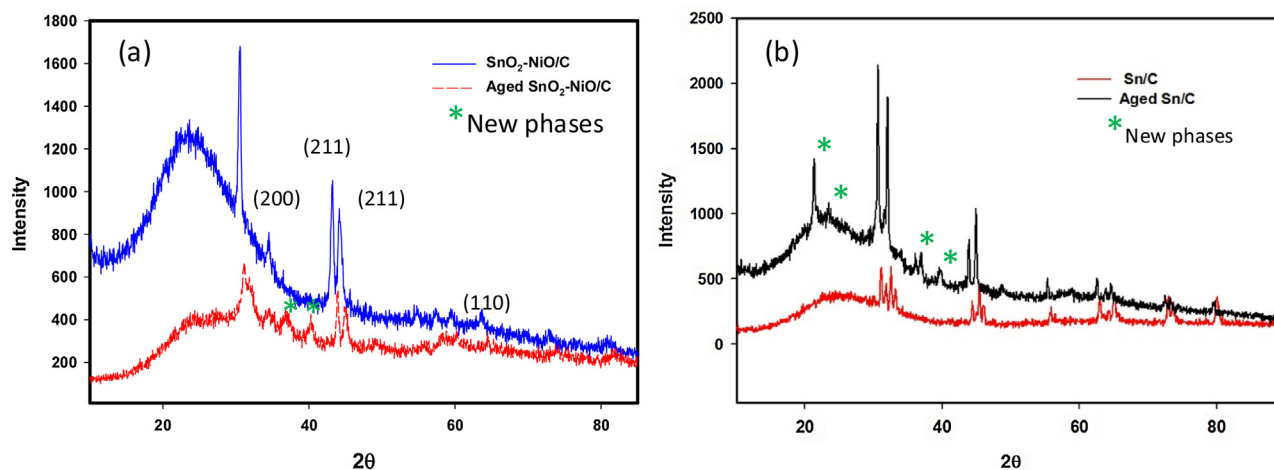 (a)
1800
1600
1400
1200
1000
800
600
400
200
Intensity
20
40
60
80
2θ
SnO2-NiO/C
Aged SnO2-NiO/C
*New phases
(211)
(200)
(211)
(110)
*
*
(b)
2500
2000
1500
1000
500
0
Intensity
20
40
60
80
2θ
Sn/C
Aged Sn/C
*New phases
*
*
*
*